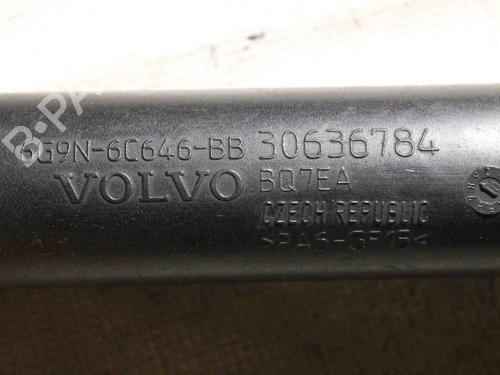 6G9N-6C646-BB 30636784
VOLVO BQ7EA
CZECH REPUBLIC
>PA6-GF15<